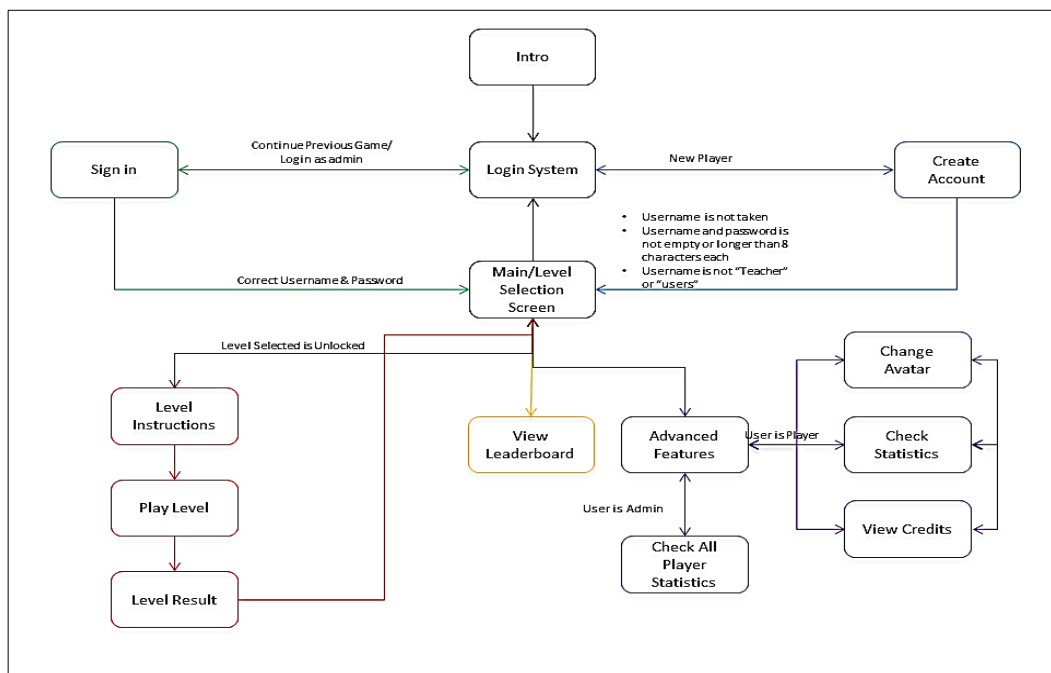 Intro
Continue Previous Game/
Login as admin
Sign in
Login System
New Player
Create
Account
• Username is not taken
• Username and password is
not empty or longer than 8
characters each
• Username is not “Teacher”
or “users”
Correct Username & Password
Main/Level
Selection
Screen
Level Selected is Unlocked
Change
Avatar
Level
Instructions
View
Leaderboard
Advanced
Features
User is Player
Check
Statistics
Play Level
User is Admin
View Credits
Check All
Player
Statistics
Level Result